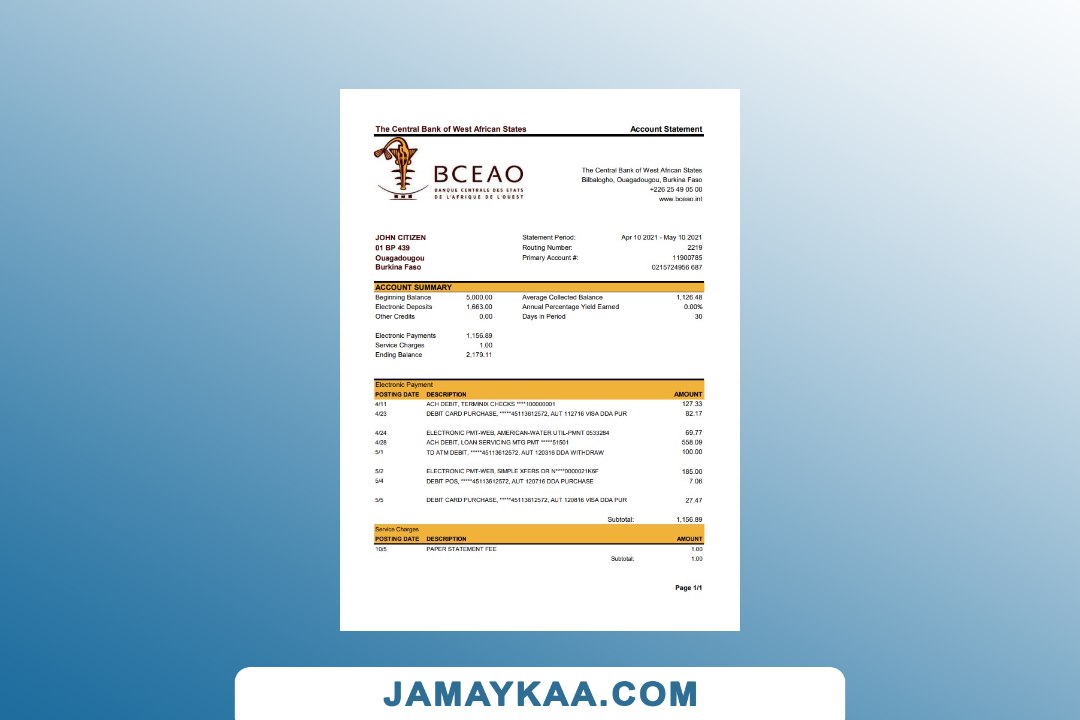 The Central Bank of West African States Account Statement
BCEAO
BANQUE CENTRALE DES ETATS
DE L'AFRIQUE DE L'OUEST
The Central Bank of West African States
Bilbalogho, Ouagadougou, Burkina Faso
+226 25 49 05 00
www.bceao.int
JOHN CITIZEN Statement Period: Apr 10 2021 - May 10 2021
01 BP 439 Routing Number: 2219
Ouagadougou Primary Account #: 11900785
Burkina Faso 0215724956 687
ACCOUNT SUMMARY
Beginning Balance 5,000.00 Average Collected Balance 1,126.48
Electronic Deposits 1,663.00 Annual Percentage Yield Earned 0.00%
Other Credits 0.00 Days in Period 30
Electronic Payments 1,156.89
Service Charges 1.00
Ending Balance 2,179.11
Electronic Payment
POSTING DATE DESCRIPTION AMOUNT
4/11 ACH DEBIT, TERMINIX CHECKS ****100000001 127.33
4/23 DEBIT CARD PURCHASE, *****45113612572, AUT 112716 VISA DDA PUR 82.17
4/24 ELECTRONIC PMT-WEB, AMERICAN-WATER UTIL-PMNT 0533284 69.77
4/28 ACH DEBIT, LOAN SERVICING MTG PMT *****51501 558.09
5/1 TD ATM DEBIT, *****45113612572, AUT 120316 DDA WITHDRAW 100.00
5/2 ELECTRONIC PMT-WEB, SIMPLE XFERS DR N****0000021K6F 185.00
5/4 DEBIT POS, *****45113612572, AUT 120716 DDA PURCHASE 7.06
5/5 DEBIT CARD PURCHASE, *****45113612572, AUT 120816 VISA DDA PUR 27.47
Subtotal: 1,156.89
Service Charges
POSTING DATE DESCRIPTION AMOUNT
10/5 PAPER STATEMENT FEE 1.00
Subtotal: 1.00
Page 1/1
JAMAYKAA.COM